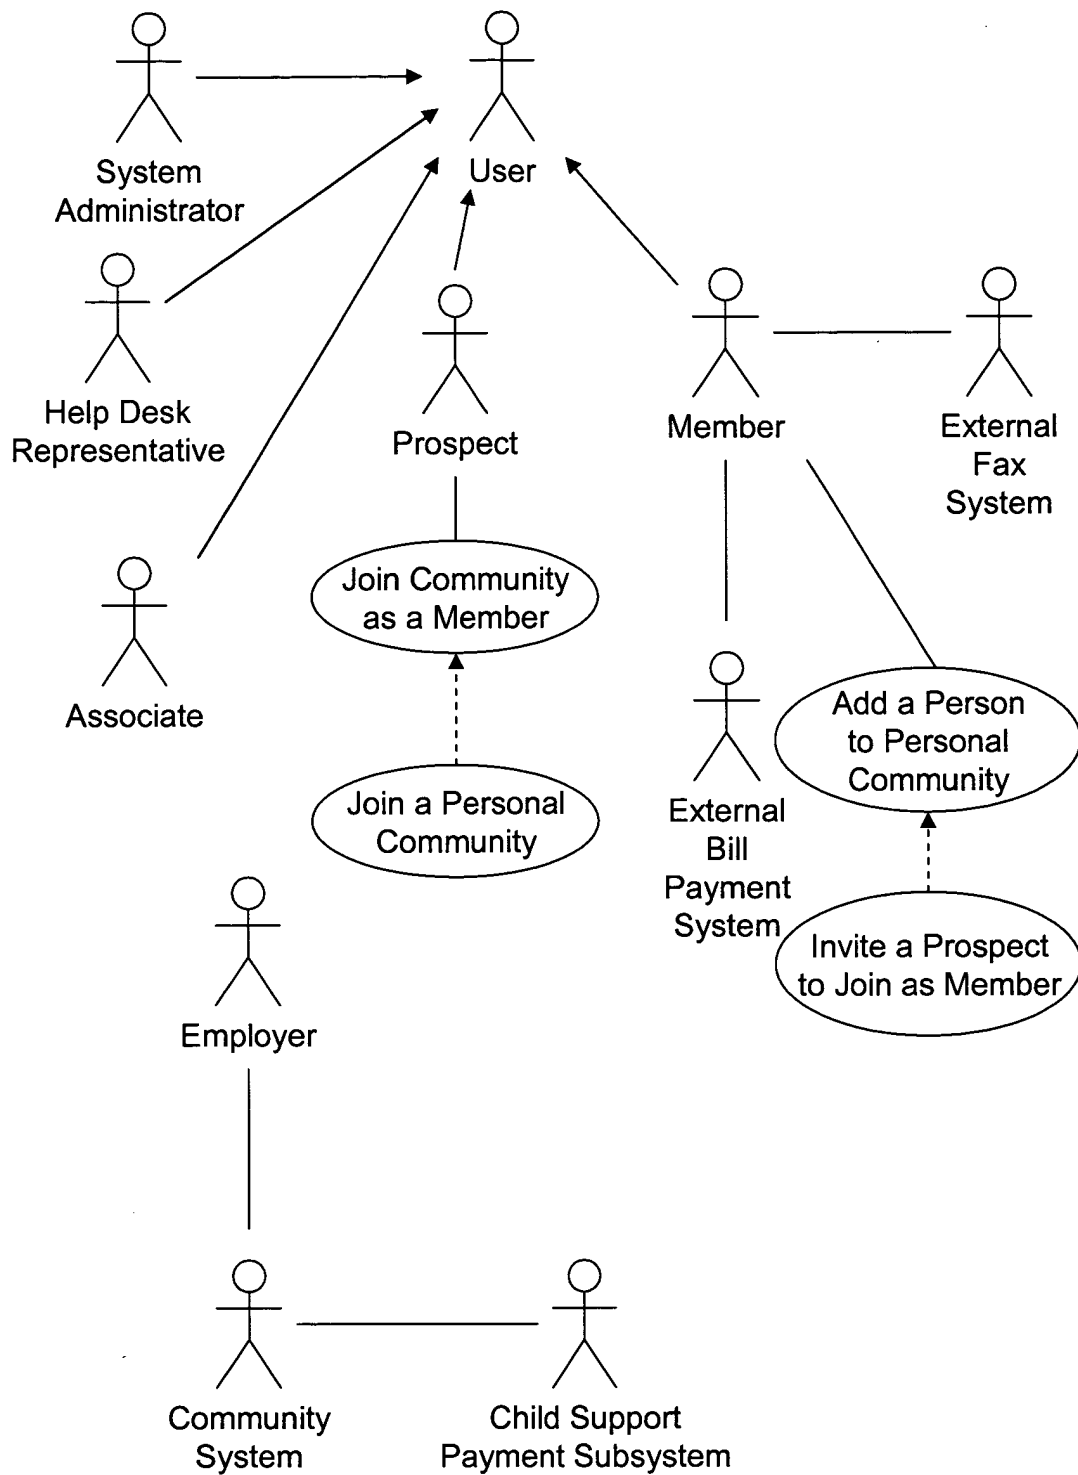 System
Administrator
User
Help Desk
Representative
Prospect
Member
External
Fax
System
Join Community
as a Member
Associate
Add a Person
to Personal
Community
Join a Personal
Community
External
Bill
Payment
System
Invite a Prospect
to Join as Member
Employer
Community
System
Child Support
Payment Subsystem